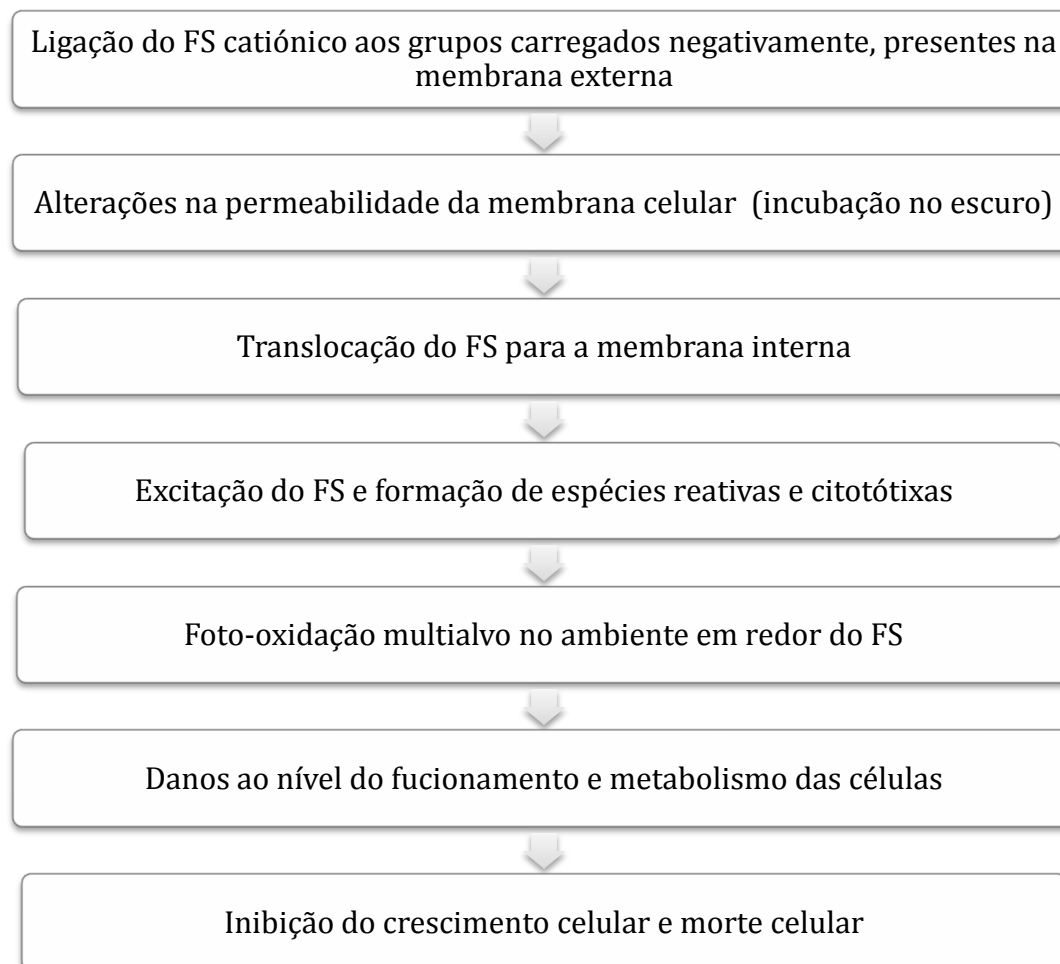 Ligação do FS catiónico aos grupos carregados negativamente, presentes na
membrana externa
Alterações na permeabilidade da membrana celular (incubação no escuro)
Translocação do FS para a membrana interna
Excitação do FS e formação de espécies reativas e citotótixas
Foto-oxidação multialvo no ambiente em redor do FS
Danos ao nível do fucionamento e metabolismo das células
Inibição do crescimento celular e morte celular